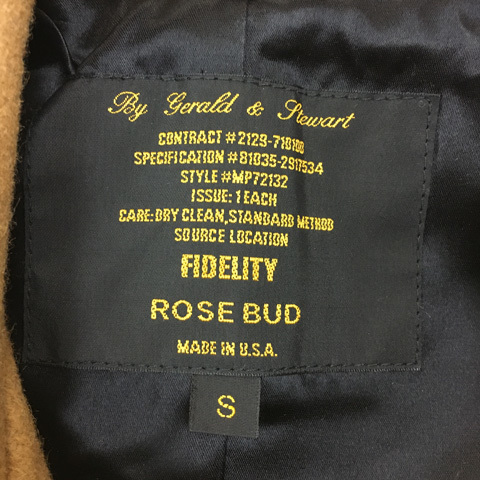 By Gerald & Stewart
CONTRACT #2129-710100
SPECIFICATION #81035-2917534
STYLE #MP72132
ISSUE: 1 EACH
CARE: DRY CLEAN, STANDARD METHOD
SOURCE LOCATION
FIDELITY
ROSE BUD
MADE IN U.S.A.
S